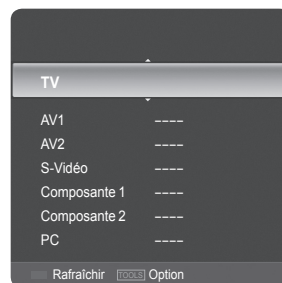 TV
AV1 ----
AV2 ----
S-Vidéo ----
Composante 1 ----
Composante 2 ----
PC ----
Rafraîchir TOOLS Option